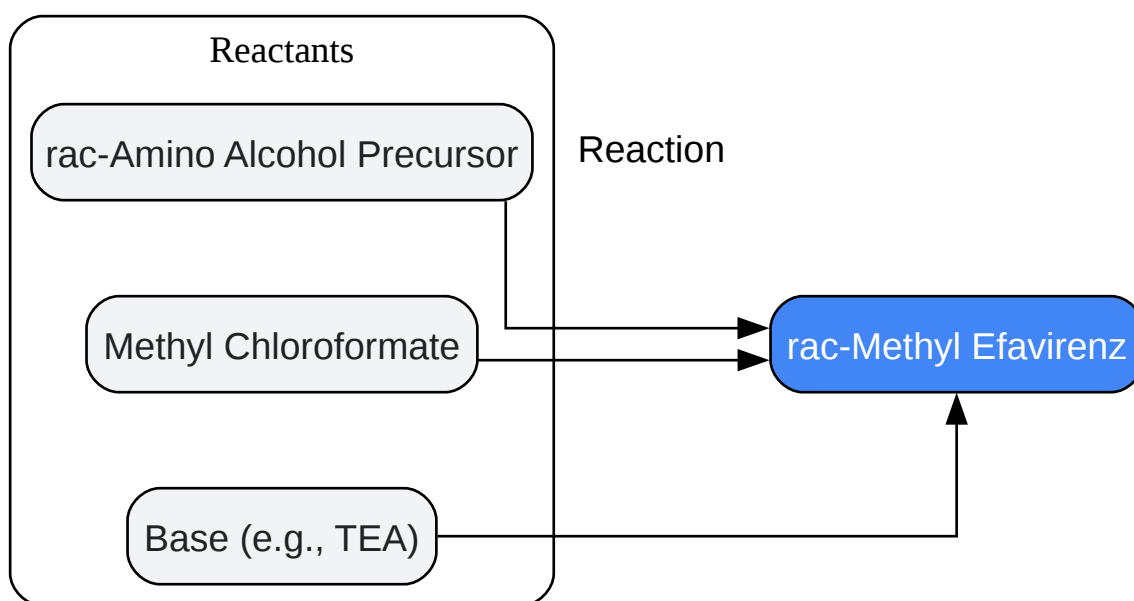 Reactants
rac-Amino Alcohol Precursor
Reaction
Methyl Chloroformate
rac-Methyl Efavirenz
Base (e.g., TEA)